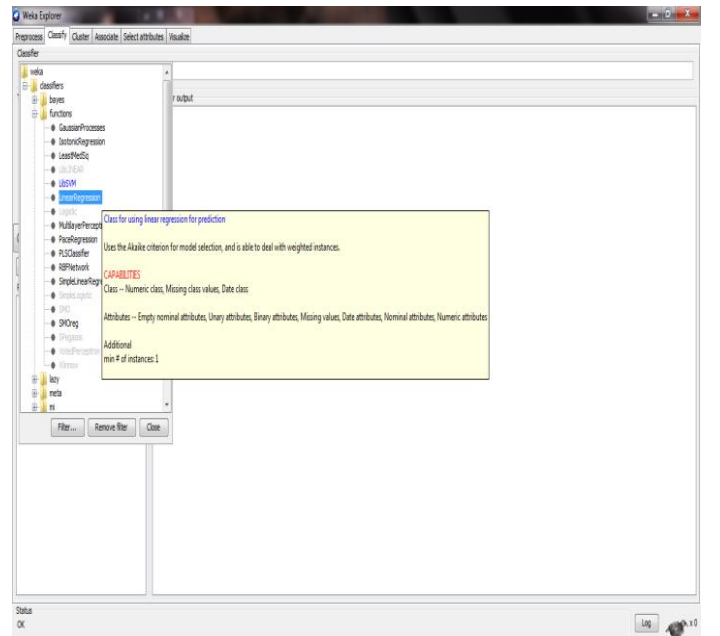 Weka Explorer
Preprocess Classify Cluster Associate Select attributes Visualize
Classifier
weka
classifiers
bayes
r output
functions
GaussianProcesses
IsotonicRegression
LeastMedSq
LibLINEAR
LibSVM
LinearRegression
Logistic
MultilayerPercept
PaceRegression
PLSClassifier
RBFNetwork
SimpleLinearRegre
SimpleLogistic
SMO
SMOreg
SPegasos
VotedPerceptron
Winnow
lazy
meta
mi
Class for using linear regression for prediction
Uses the Akaike criterion for model selection, and is able to deal with weighted instances.
CAPABILITIES
Class -- Numeric class, Missing class values, Date class
Attributes -- Empty nominal attributes, Unary attributes, Binary attributes, Missing values, Date attributes, Nominal attributes, Numeric attributes
Additional
min # of instances: 1
Filter... Remove filter Close
Status
OK
Log
x 0